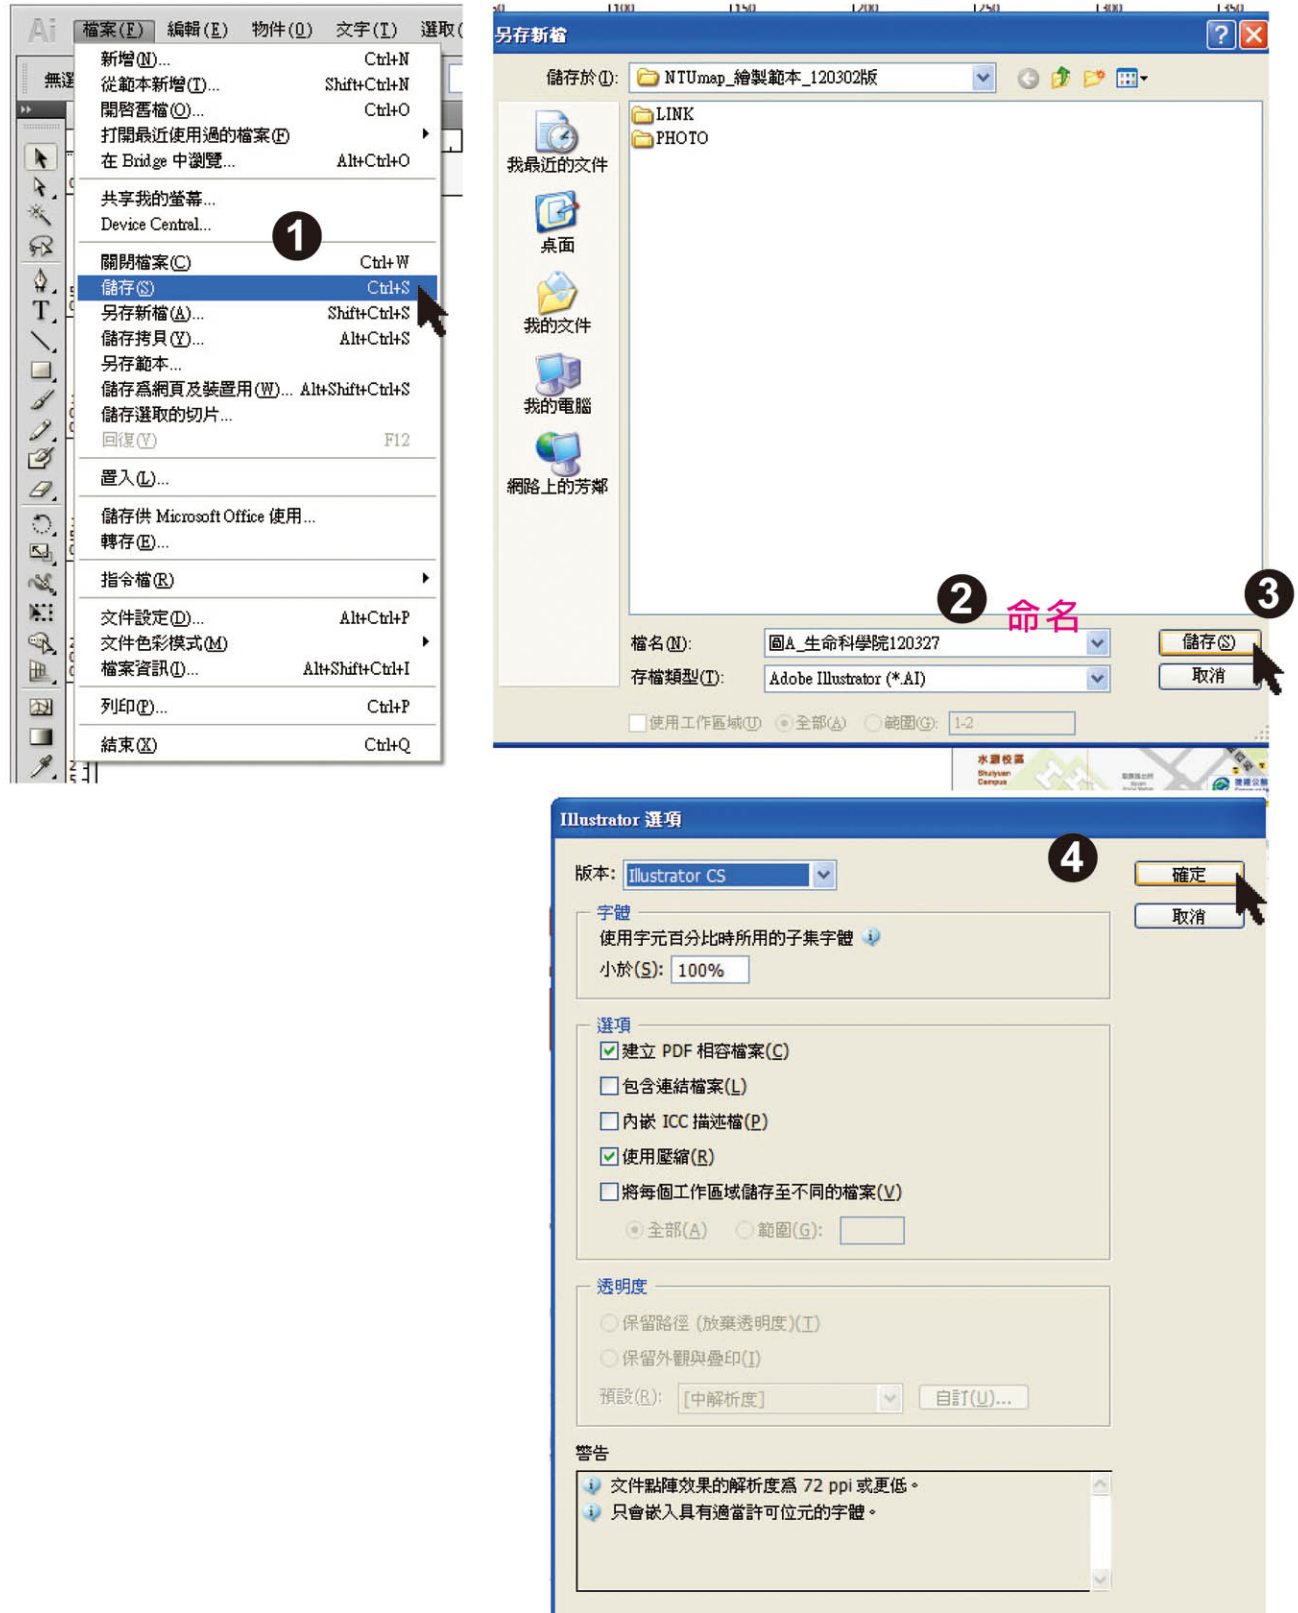 Ai
檔案(F) 編輯(E) 物件(O) 文字(T) 選取(
新增(N)... Ctrl+N
從範本新增(T)... Shift+Ctrl+N
開啓舊檔(O)... Ctrl+O
打開最近使用過的檔案(F)
在 Bridge 中瀏覽... Alt+Ctrl+O
共享我的螢幕...
Device Central...
1
關閉檔案(C) Ctrl+W
儲存(S) Ctrl+S
另存新檔(A)... Shift+Ctrl+S
儲存拷貝(Y)... Alt+Ctrl+S
另存範本...
儲存爲網頁及裝置用(W)... Alt+Shift+Ctrl+S
儲存選取的切片...
回復(V) F12
置入(L)...
儲存供 Microsoft Office 使用...
轉存(E)...
指令檔(R)
文件設定(D)... Alt+Ctrl+P
文件色彩模式(M)
檔案資訊(I)... Alt+Shift+Ctrl+I
列印(P)... Ctrl+P
結束(X) Ctrl+Q
另存新檔
儲存於(I): NTUmap_繪製範本_120302版
LINK
PHOTO
我最近的文件
桌面
我的文件
我的電腦
網路上的芳鄰
2 命名 3
檔名(N): 圖A_生命科學院120327 儲存(S)
存檔類型(T): Adobe Illustrator (*.AI) 取消
使用工作區域(U) 全部(A) 範圍(G): 1-2
水源校區
Shuiyuan
Campus
Illustrator 選項
4
版本: Illustrator CS 確定
取消
字體
使用字元百分比時所用的子集字體
小於(S): 100%
選項
建立 PDF 相容檔案(C)
包含連結檔案(L)
內嵌 ICC 描述檔(P)
使用壓縮(R)
將每個工作區域儲存至不同的檔案(V)
全部(A) 範圍(G):
透明度
保留路徑 (放棄透明度)(T)
保留外觀與疊印(I)
預設(R): [中解析度] 自訂(U)...
警告
文件點陣效果的解析度爲 72 ppi 或更低。
只會嵌入具有適當許可位元的字體。